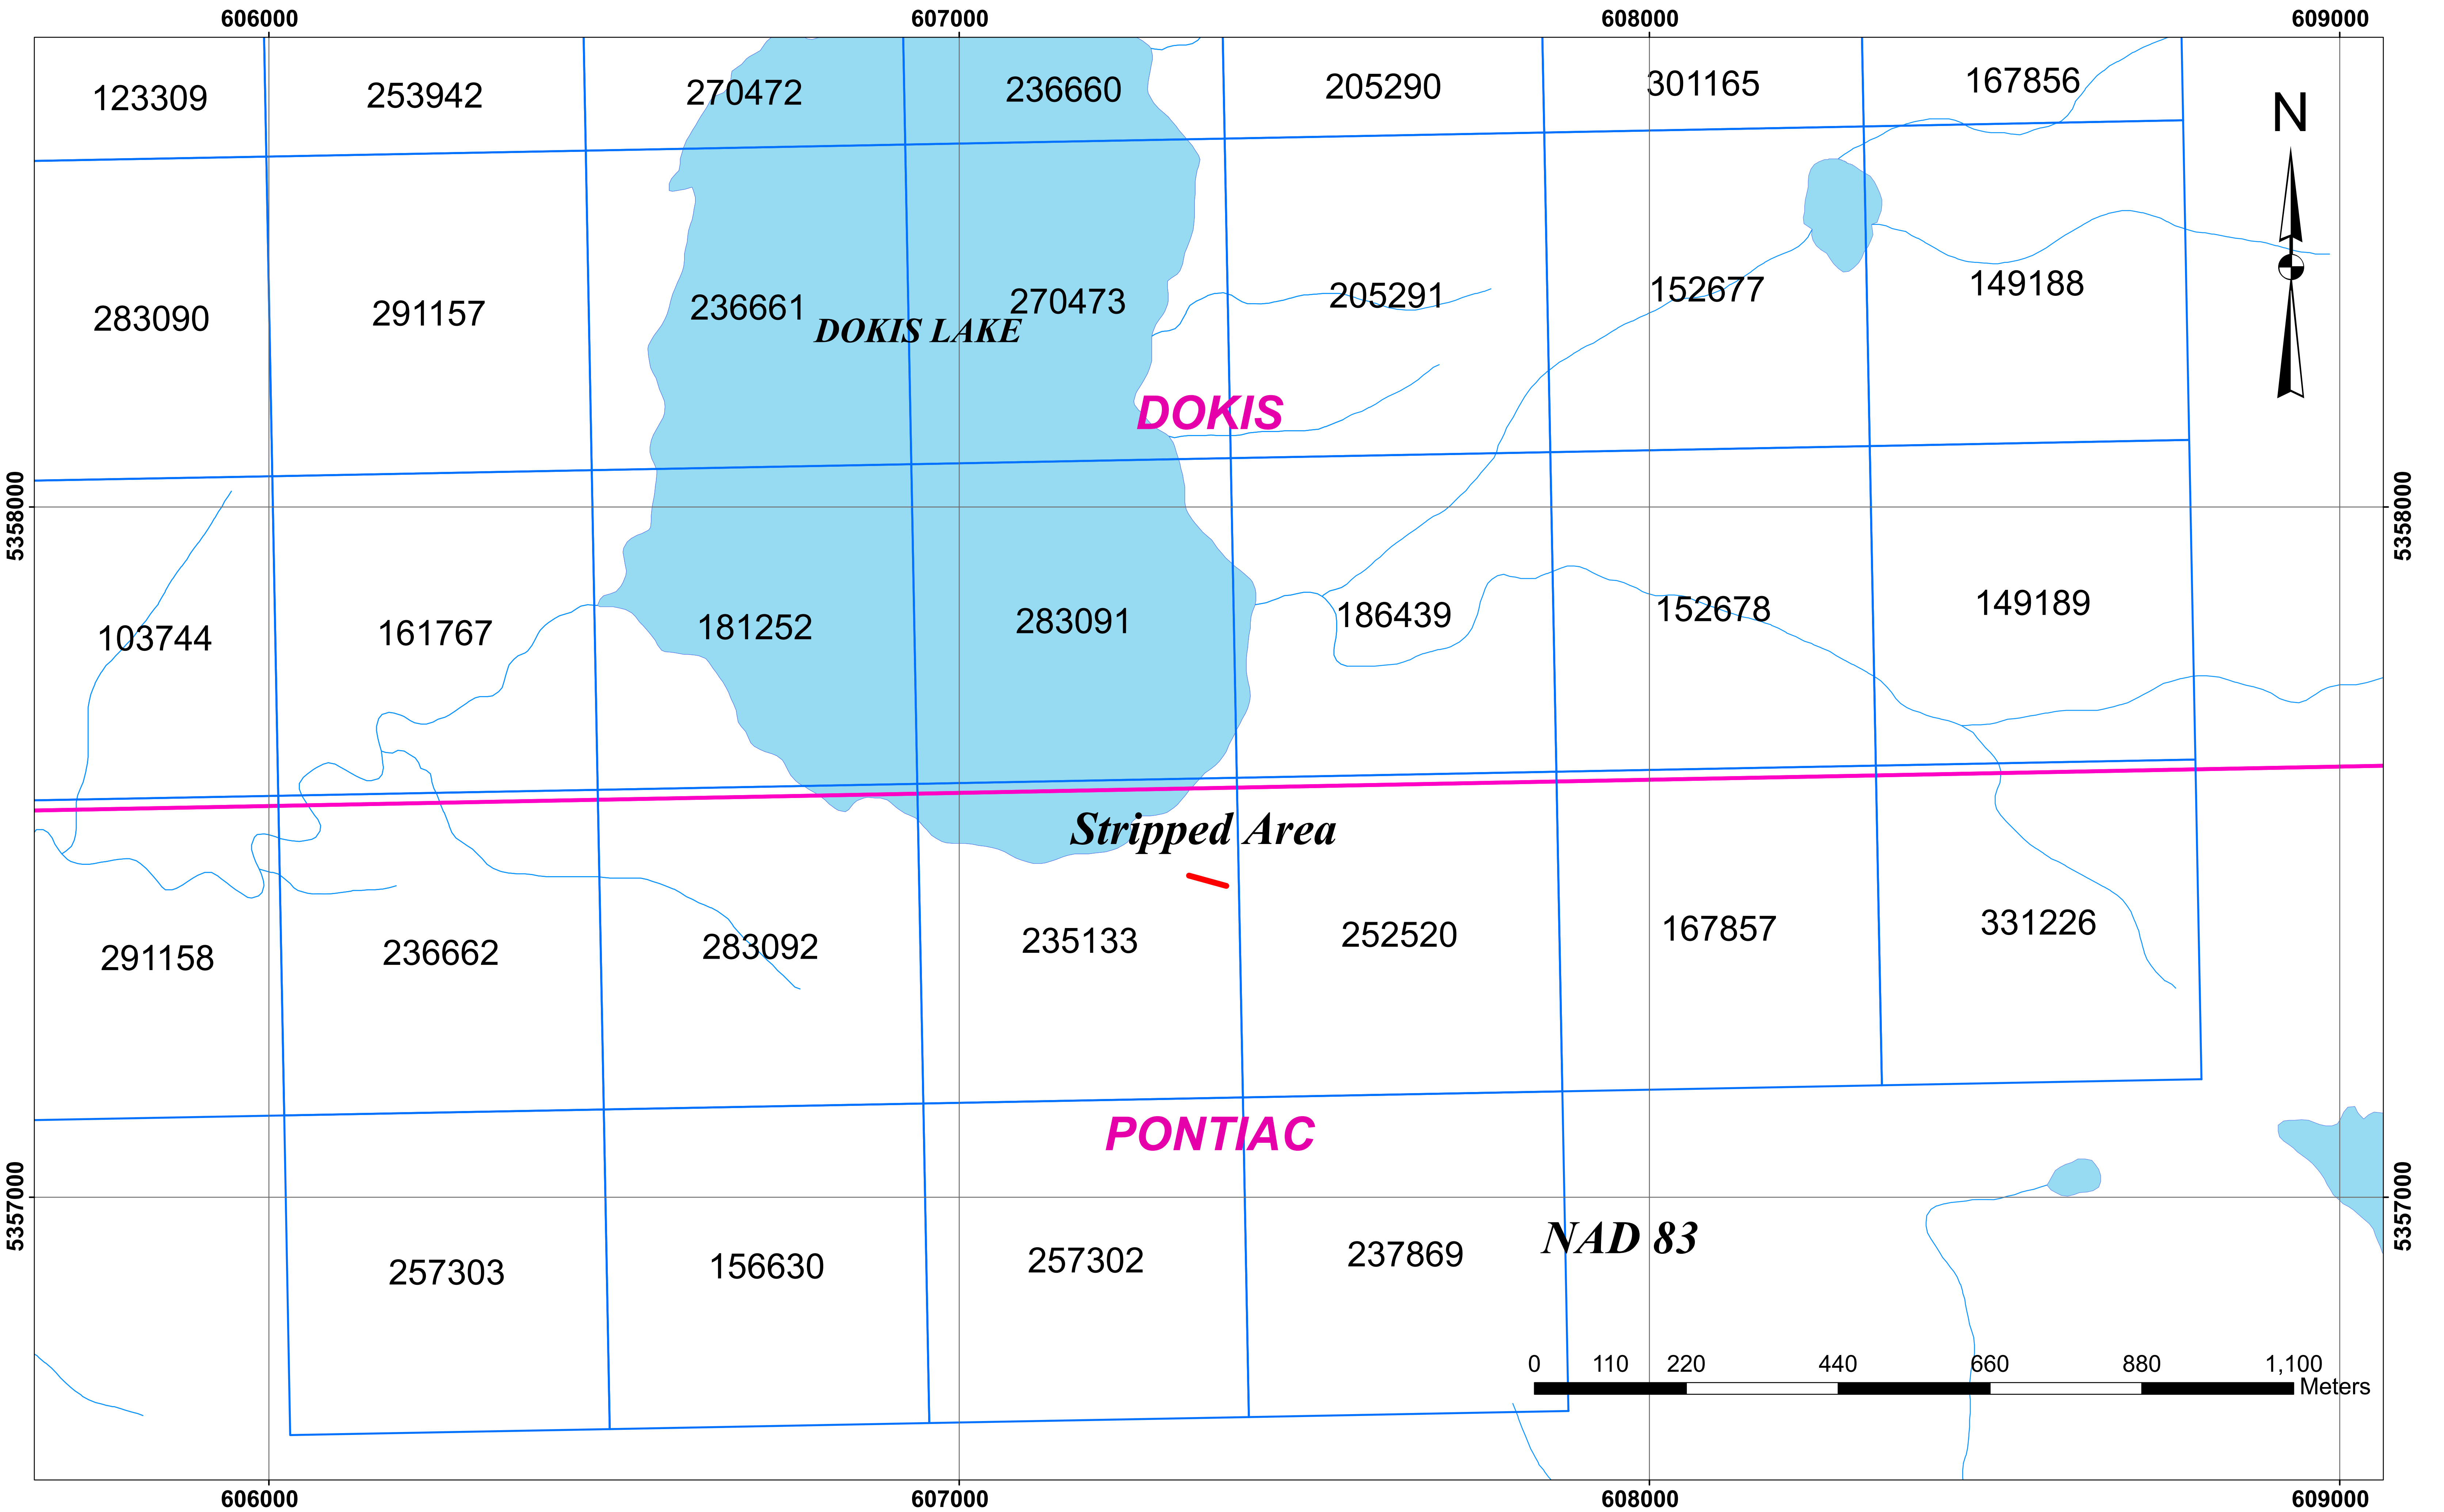 606000 607000 608000 609000
123309 253942 270472 236660 205290 301165 167856
N
283090 291157 236661 270473 205291 152677 149188
DOKIS LAKE
DOKIS
5358000 5358000
103744 161767 181252 283091 186439 152678 149189
Stripped Area
291158 236662 283092 235133 252520 167857 331226
PONTIAC
5357000 5357000
NAD 83
257303 156630 257302 237869
0 110 220 440 660 880 1,100
Meters
606000 607000 608000 609000